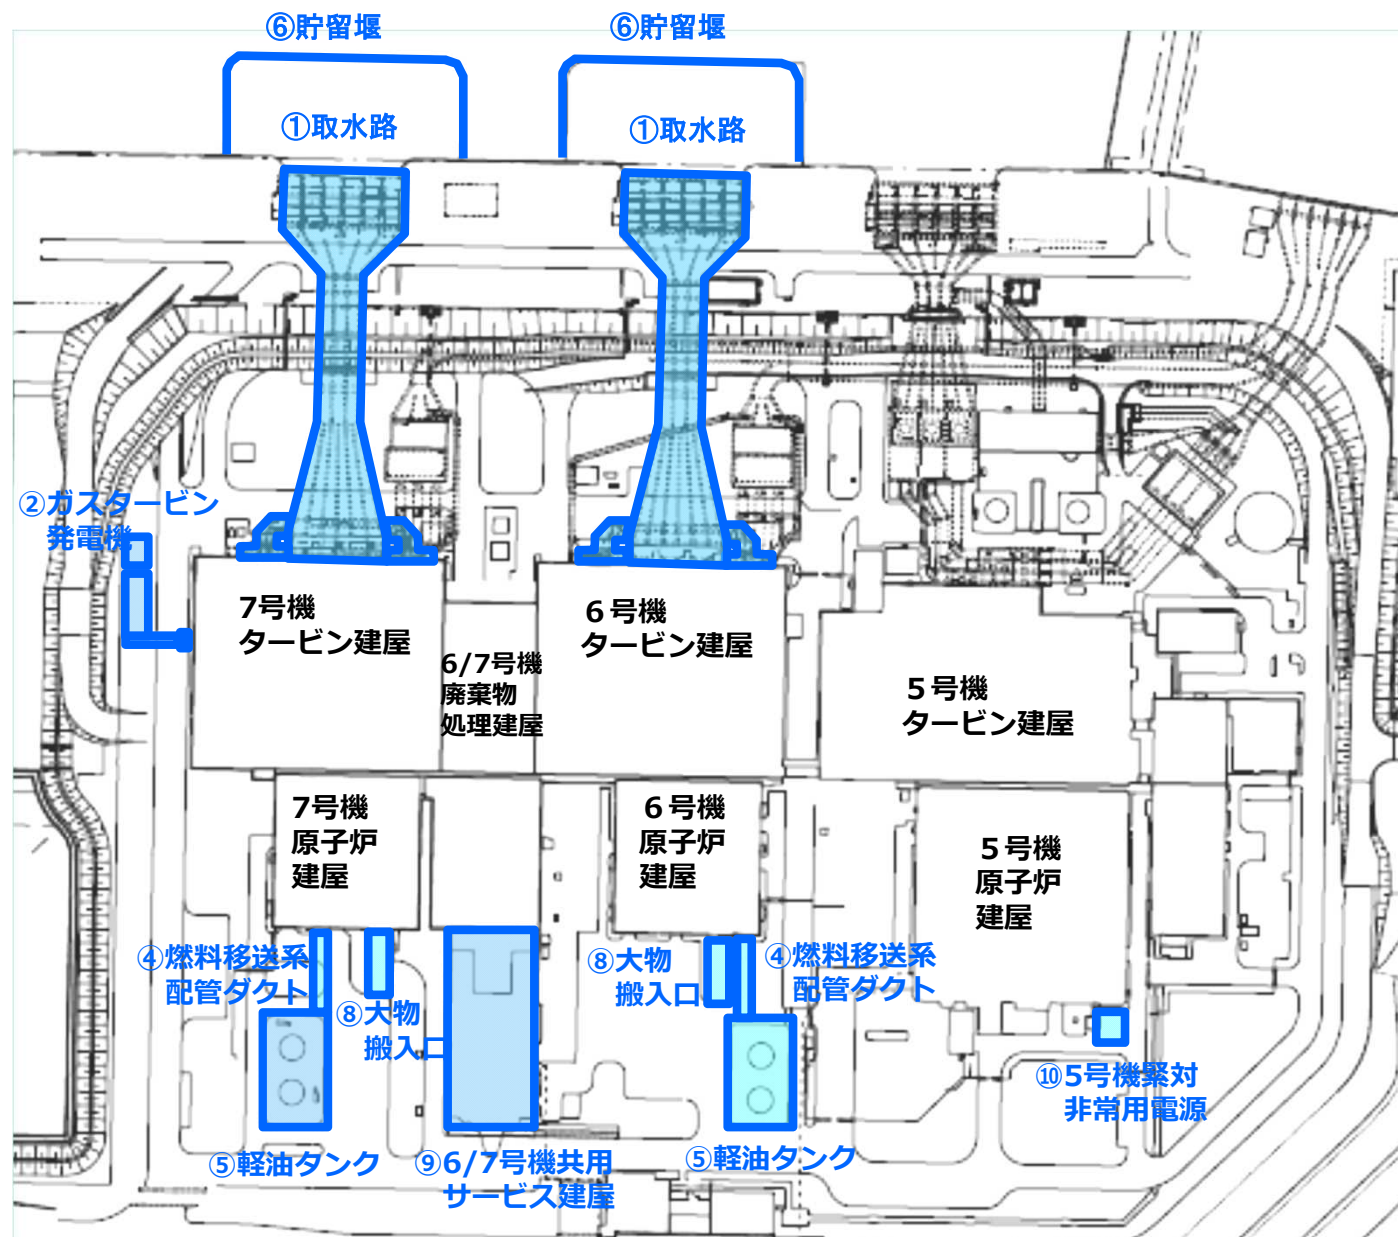 ⑥貯留堰
⑥貯留堰
①取水路
①取水路
②ガスタービン
発電機
7号機
タービン建屋
6/7号機
廃棄物
処理建屋
６号機
タービン建屋
５号機
タービン建屋
7号機
原子炉
建屋
６号機
原子炉
建屋
５号機
原子炉
建屋
④燃料移送系
配管ダクト
⑧大物
搬入口
⑧大物
搬入口
④燃料移送系
配管ダクト
⑩5号機緊対
非常用電源
⑤軽油タンク
⑨6/7号機共用
サービス建屋
⑤軽油タンク